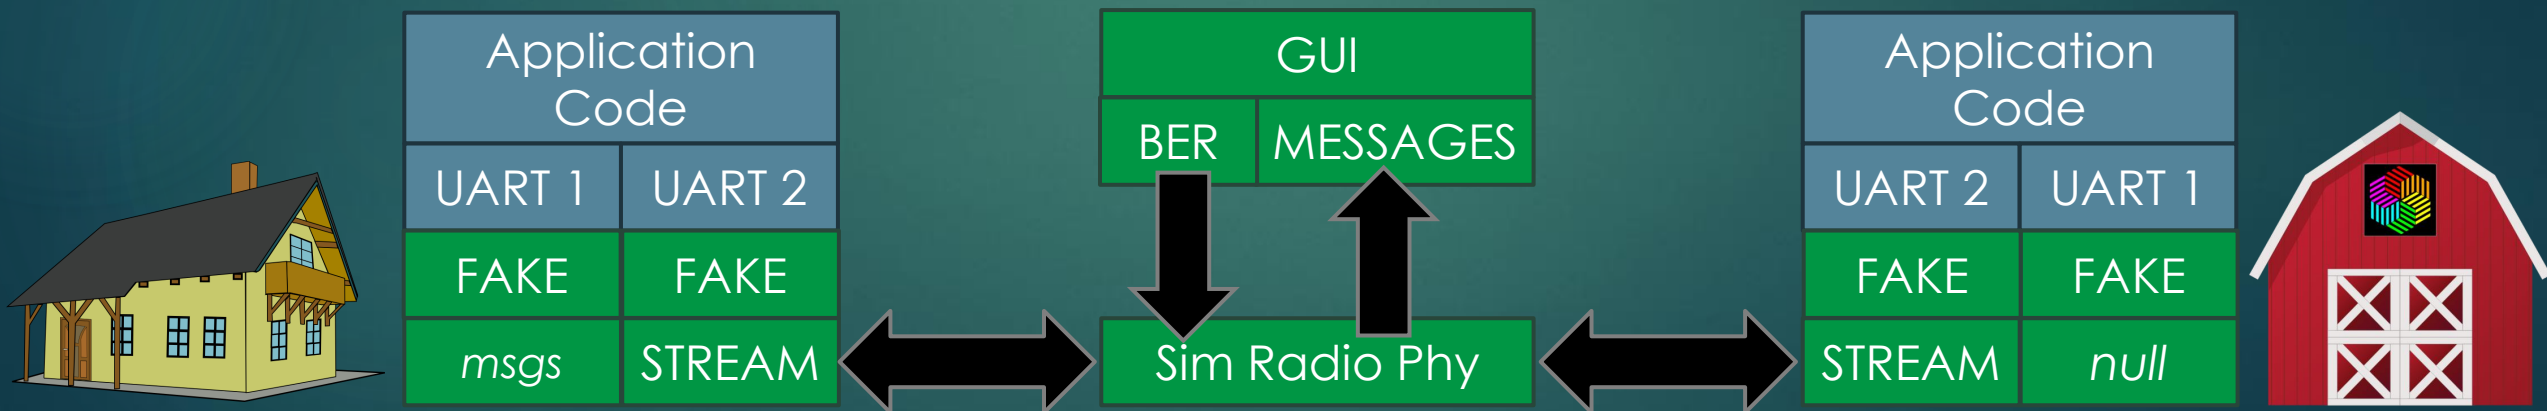 Application
Code
UART 1 UART 2
FAKE FAKE
msgs STREAM
GUI
BER MESSAGES
Sim Radio Phy
Application
Code
UART 2 UART 1
FAKE FAKE
STREAM null